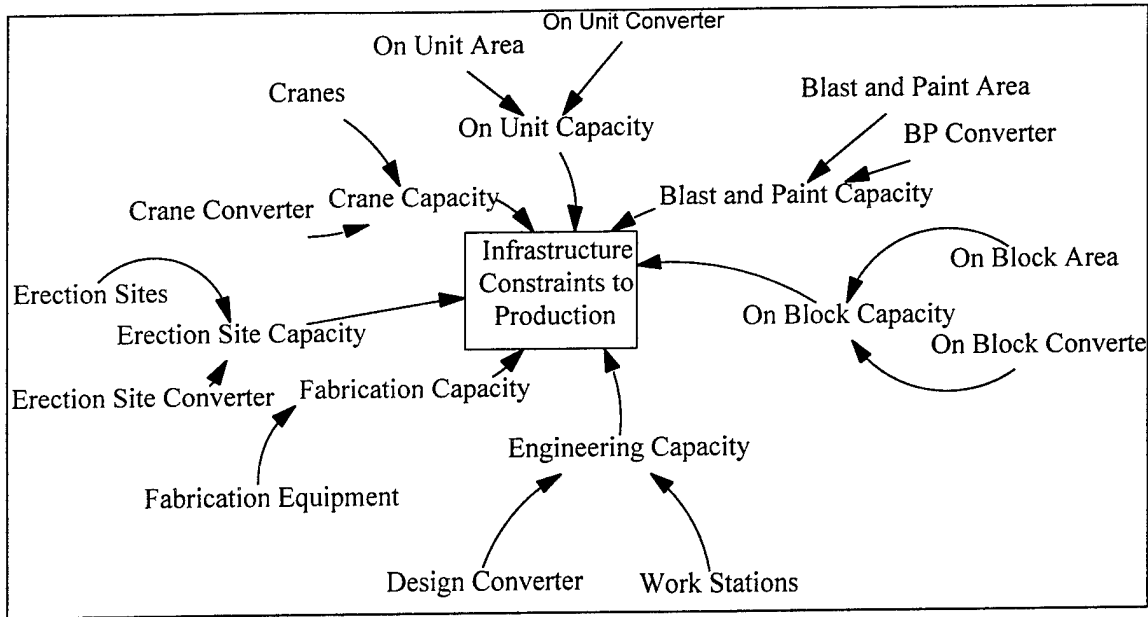 On Unit Converter
On Unit Area
Cranes
Blast and Paint Area
On Unit Capacity
BP Converter
Crane Capacity
Blast and Paint Capacity
Crane Converter
Infrastructure
Constraints to
Production
On Block Area
Erection Sites
On Block Capacity
Erection Site Capacity
On Block Converte
Erection Site Converter
Fabrication Capacity
Engineering Capacity
Fabrication Equipment
Design Converter
Work Stations